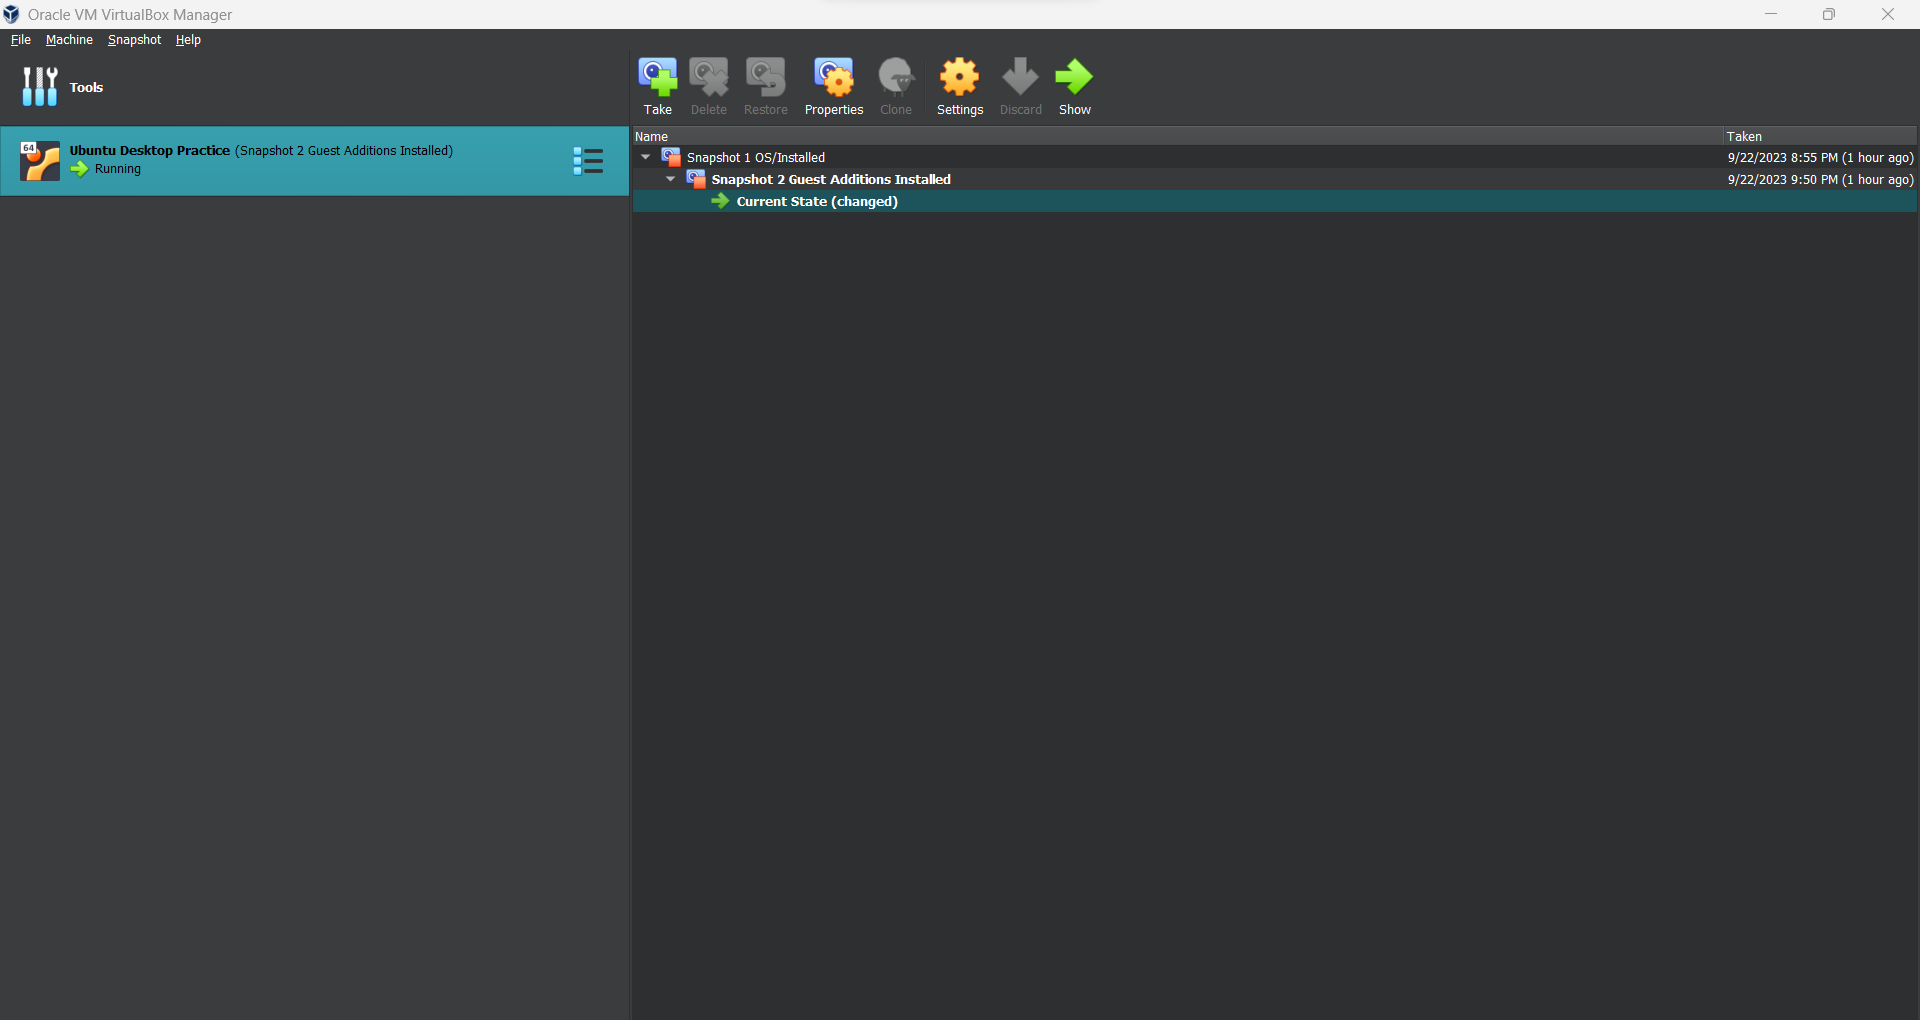 Oracle VM VirtualBox Manager
File Machine Snapshot Help
Tools
Take Delete Restore Properties Clone Settings Discard Show
64
Ubuntu Desktop Practice (Snapshot 2 Guest Additions Installed)
Running
Name Taken
Snapshot 1 OS/Installed 9/22/2023 8:55 PM (1 hour ago)
Snapshot 2 Guest Additions Installed 9/22/2023 9:50 PM (1 hour ago)
Current State (changed)